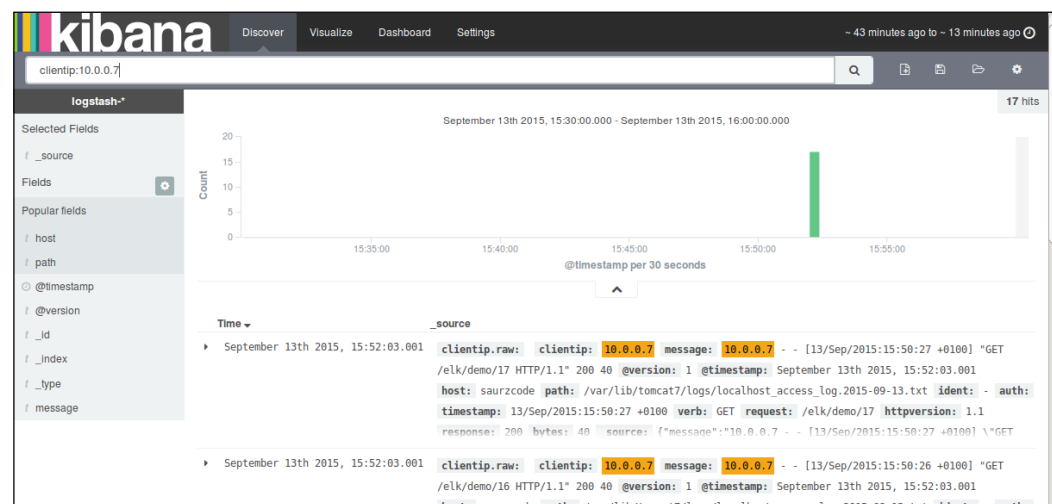 kibana
Discover Visualize Dashboard Settings ~ 43 minutes ago to ~ 13 minutes ago
clientip:10.0.0.7
logstash-*
17 hits
Selected Fields
t _source
Fields
Popular fields
t host
t path
@timestamp
t @version
t _id
t _index
t _type
t message
September 13th 2015, 15:30:00.000 - September 13th 2015, 16:00:00.000
Count
20
15
10
5
0
15:35:00 15:40:00 15:45:00 15:50:00 15:55:00
@timestamp per 30 seconds
Time _source
September 13th 2015, 15:52:03.001 clientip.raw: clientip: 10.0.0.7 message: 10.0.0.7 - - [13/Sep/2015:15:50:27 +0100] "GET
/elk/demo/17 HTTP/1.1" 200 40 @version: 1 @timestamp: September 13th 2015, 15:52:03.001
host: saurzcode path: /var/lib/tomcat7/logs/localhost_access_log.2015-09-13.txt ident: - auth:
timestamp: 13/Sep/2015:15:50:27 +0100 verb: GET request: /elk/demo/17 httpversion: 1.1
response: 200 bytes: 40 _source: {"message":"10.0.0.7 - - [13/Sep/2015:15:50:27 +0100] \"GET
September 13th 2015, 15:52:03.001 clientip.raw: clientip: 10.0.0.7 message: 10.0.0.7 - - [13/Sep/2015:15:50:26 +0100] "GET
/elk/demo/16 HTTP/1.1" 200 40 @version: 1 @timestamp: September 13th 2015, 15:52:03.001